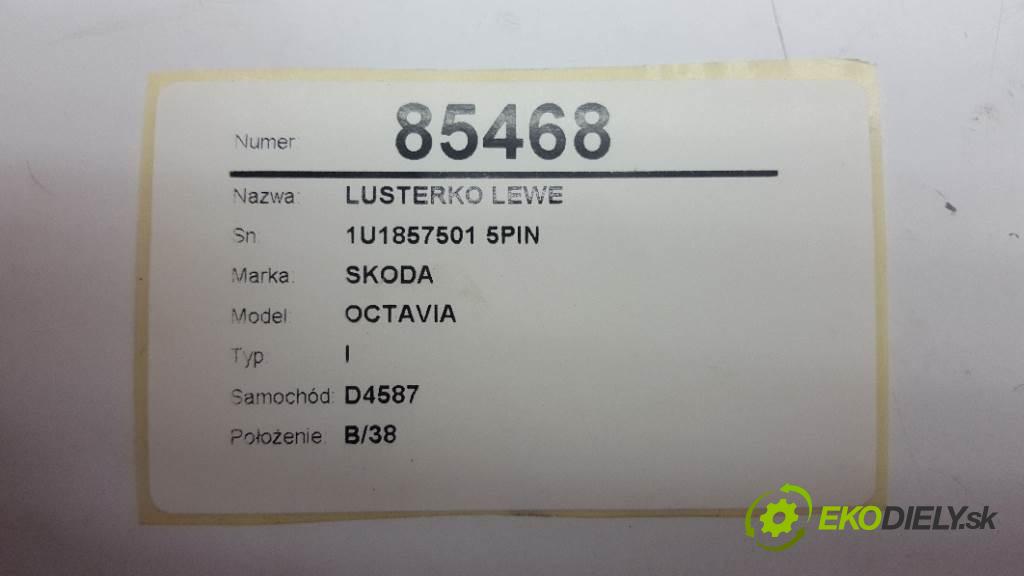 Numer: 85468
Nazwa: LUSTERKO LEWE
Sn: 1U1857501 5PIN
Marka: SKODA
Model: OCTAVIA
Typ: I
Samochód: D4587
Położenie: B/38
EKODIELY.sk